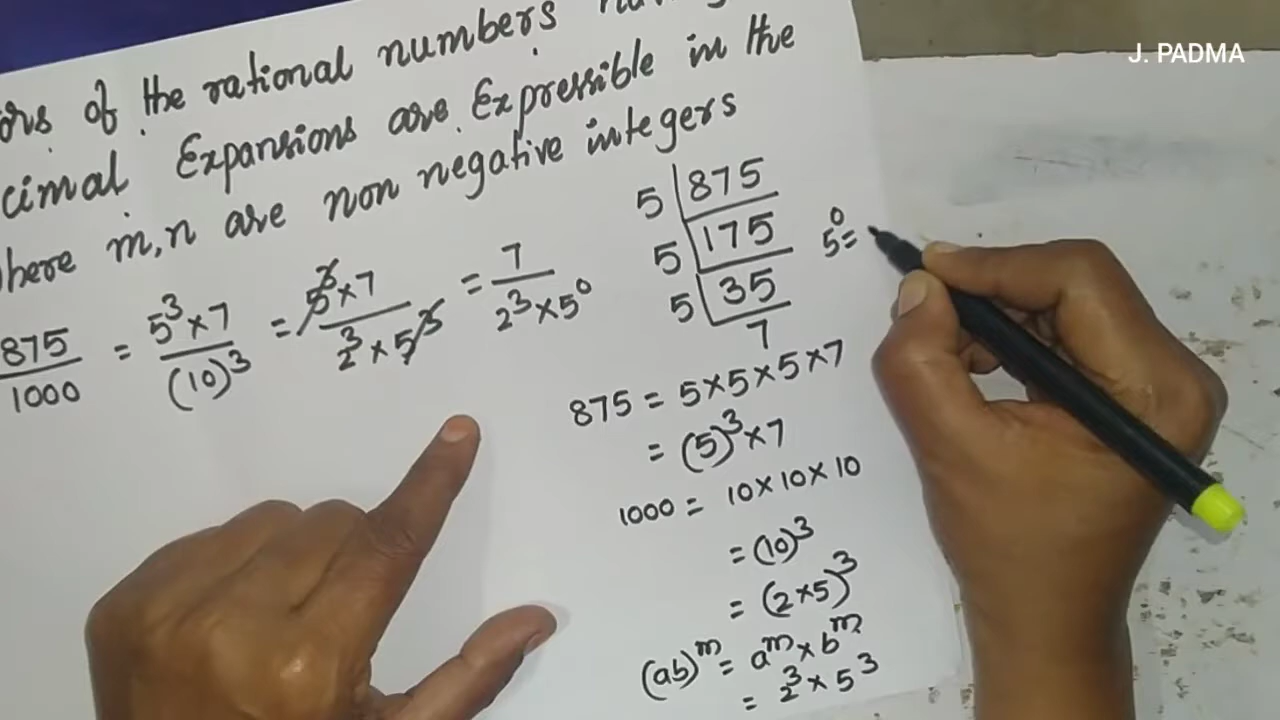 J. PADMA
ors of the rational numbers
cimal Expansions are Expressible in the
here m,n are non negative integers
875/1000 = 5³×7/(10)³ = 5³×7/2³×5³ = 7/2³×5⁰
5|875
5|175
5|35
7
5⁰=
875 = 5×5×5×7
= (5)³×7
1000 = 10×10×10
= (10)³
= (2×5)³
(ab)ᵐ = aᵐ×bᵐ
= 2³×5³